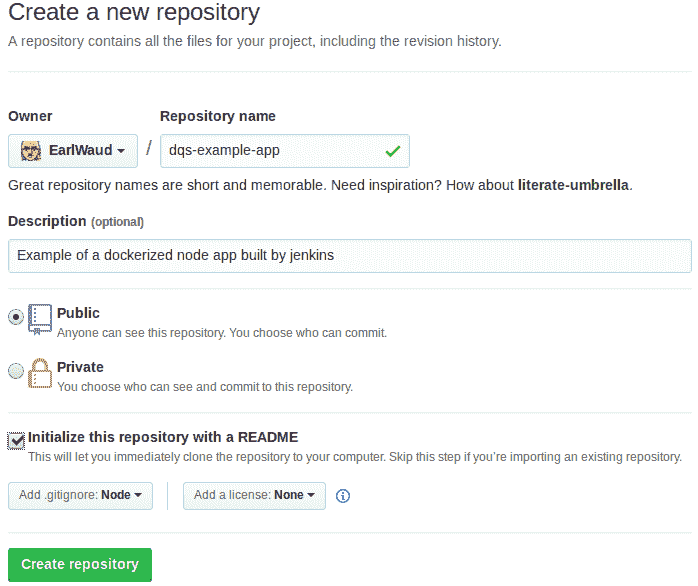 Create a new repository
A repository contains all the files for your project, including the revision history.
Owner
Repository name
EarlWaud
/
dqs-example-app
Great repository names are short and memorable. Need inspiration? How about literate-umbrella.
Description (optional)
Example of a dockerized node app built by jenkins
Public
Anyone can see this repository. You choose who can commit.
Private
You choose who can see and commit to this repository.
Initialize this repository with a README
This will let you immediately clone the repository to your computer. Skip this step if you're importing an existing repository.
Add .gitignore: Node
Add a license: None
Create repository